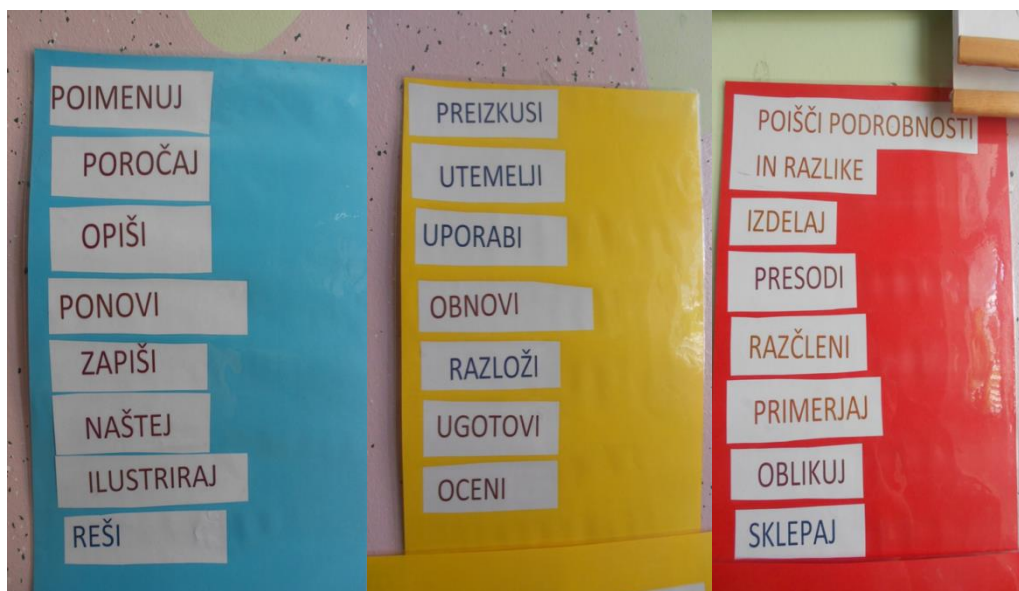 POIMENUJ
POROČAJ
OPIŠI
PONOVI
ZAPIŠI
NAŠTEJ
ILUSTRIRAJ
REŠI
PREIZKUSI
UTEMELJI
UPORABI
OBNOVI
RAZLOŽI
UGOTOVI
OCENI
POIŠČI PODROBNOSTI
IN RAZLIKE
IZDELAJ
PRESODI
RAZČLENI
PRIMERJAJ
OBLIKUJ
SKLEPAJ